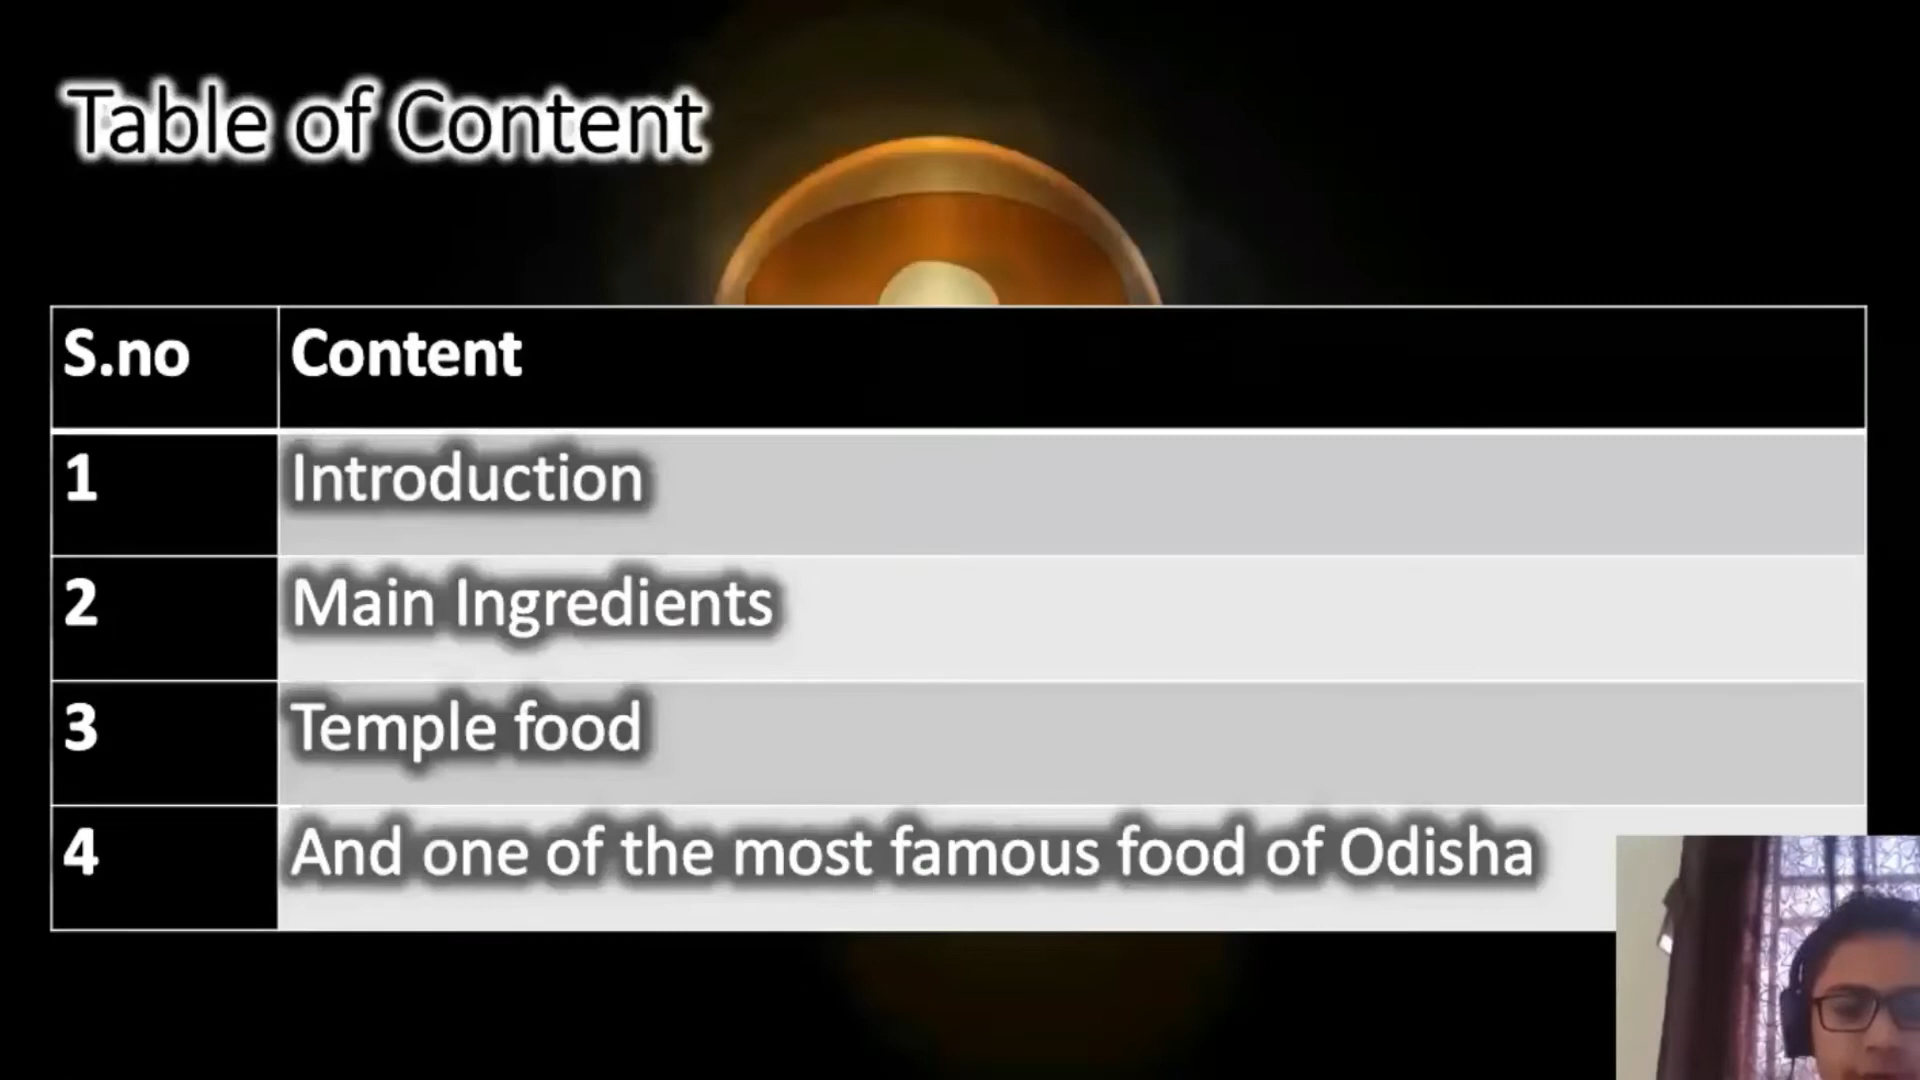 Table of Content
S.no Content
1 Introduction
2 Main Ingredients
3 Temple food
4 And one of the most famous food of Odisha